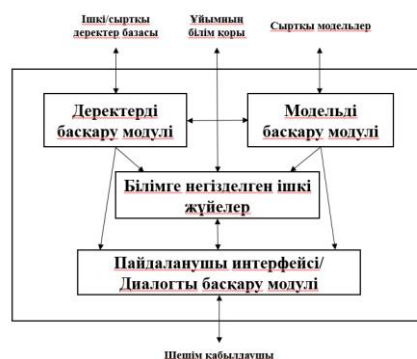 Ішкі/сыртқы
деректер базасы
Ұйымның
білім қоры
Сыртқы модельдер
Деректерді
басқару модулі
Модельді
басқару модулі
Білімге негізделген ішкі
жүйелер
Пайдаланушы интерфейсі/
Диалогты басқару модулі
Шешім қабылдаушы